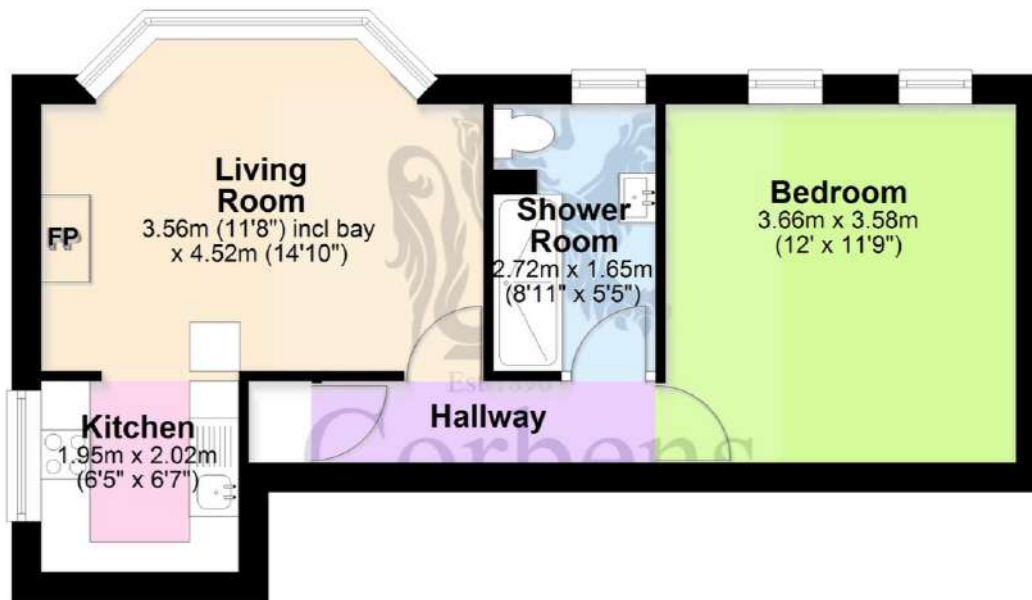 Living
Room
3.56m (11'8") incl bay
x 4.52m (14'10")
FP
Shower
Room
2.72m x 1.65m
(8'11" x 5'5")
Bedroom
3.66m x 3.58m
(12' x 11'9")
Kitchen
1.95m x 2.02m
(6'5" x 6'7")
Hallway
Corbens